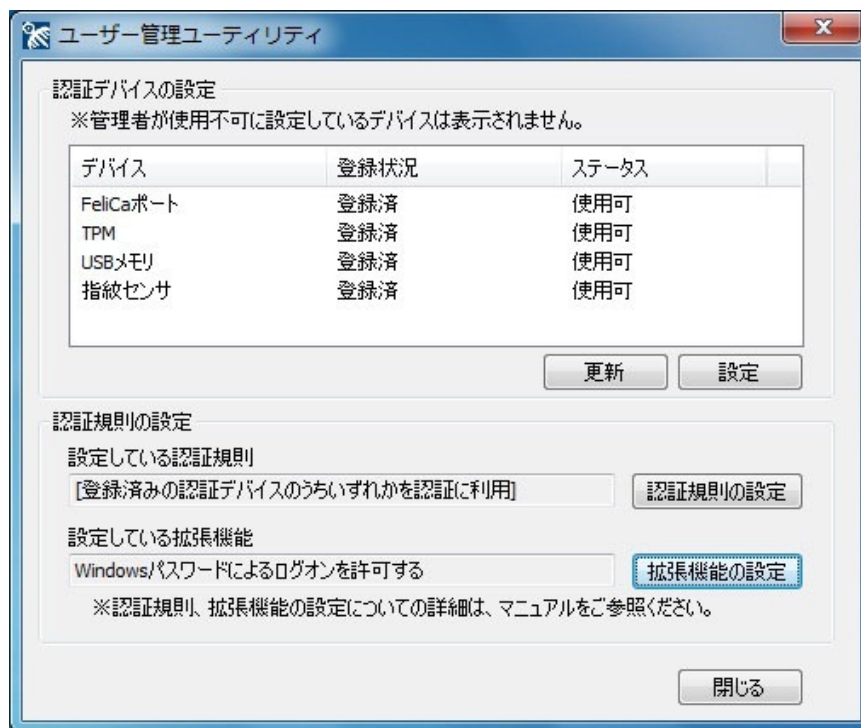 ユーザー管理ユーティリティ
認証デバイスの設定
※管理者が使用不可に設定しているデバイスは表示されません。
デバイス 登録状況 ステータス
FeliCaポート 登録済 使用可
TPM 登録済 使用可
USBメモリ 登録済 使用可
指紋センサ 登録済 使用可
更新 設定
認証規則の設定
設定している認証規則
[登録済みの認証デバイスのうちいずれかを認証に利用] 認証規則の設定
設定している拡張機能
Windowsパスワードによるログオンを許可する 拡張機能の設定
※認証規則、拡張機能の設定についての詳細は、マニュアルをご参照ください。
閉じる